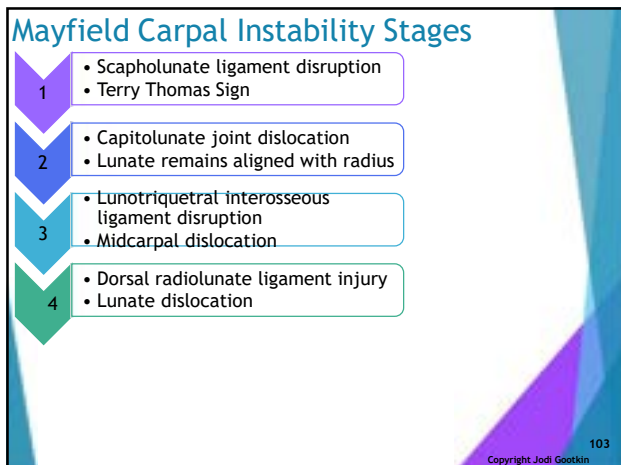 Mayfield Carpal Instability Stages
1
• Scapholunate ligament disruption
• Terry Thomas Sign
2
• Capitolunate joint dislocation
• Lunate remains aligned with radius
3
• Lunotriquetral interosseous
ligament disruption
• Midcarpal dislocation
4
• Dorsal radiolunate ligament injury
• Lunate dislocation
103
Copyright Jodi Gootkin